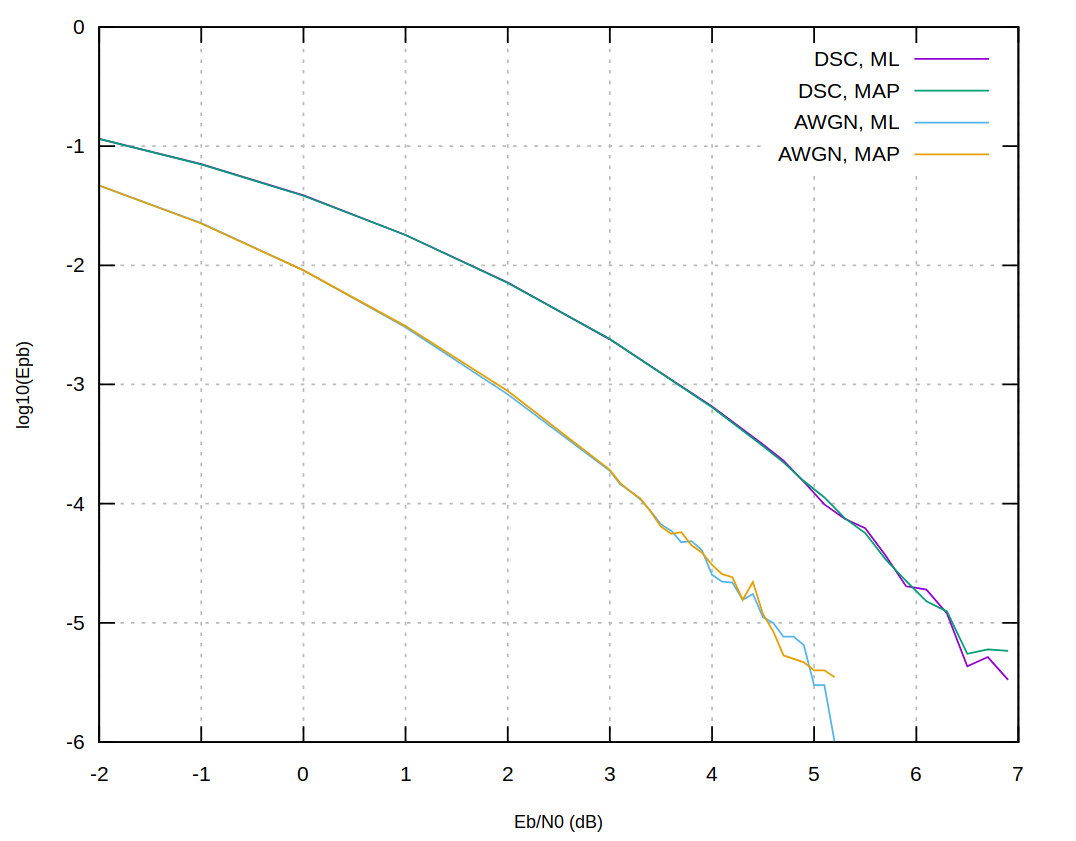 0
-1
-2
-3
-4
-5
-6
log10(Epb)
DSC, ML
DSC, MAP
AWGN, ML
AWGN, MAP
-2 -1 0 1 2 3 4 5 6 7
Eb/N0 (dB)